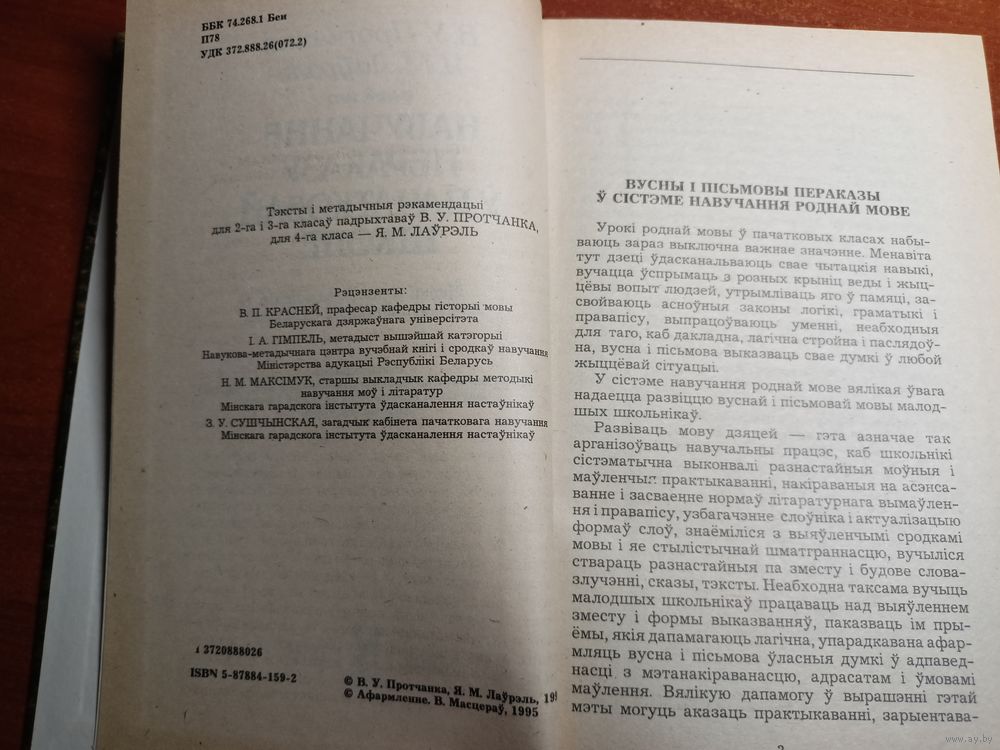 ББК 74.268.1 Беи
П78
УДК 372.888.26(072.2)
Тэксты і метадычныя рэкамендацыі
для 2-га і 3-га класаў падрыхтаваў В. У. ПРОТЧАНКА,
для 4-га класа — Я. М. ЛАЎРЭЛЬ
Рэцэнзенты:
В. П. КРАСНЕЙ, прафесар кафедры гісторыі мовы
Беларускага дзяржаўнага універсітэта
І. А. ГІМПЕЛЬ, метадыст вышэйшай катэгорыі
Навукова-метадычнага цэнтра вучэбнай кнігі і сродкаў навучання
Міністэрства адукацыі Рэспублікі Беларусь
Н. М. МАКСІМУК, старшы выкладчык кафедры методыкі
навучання моў і літаратур
Мінскага гарадскога інстытута ўдасканалення настаўнікаў
З. У. СУШЧЫНСКАЯ, загадчык кабінета пачатковага навучання
Мінскага гарадскога інстытута ўдасканалення настаўнікаў
і 3720888026
ISBN 5-87884-159-2
© В. У. Протчанка, Я. М. Лаўрэль, 199
© Афармленне. В. Масцераў, 1995
ВУСНЫ І ПІСЬМОВЫ ПЕРАКАЗЫ
Ў СІСТЭМЕ НАВУЧАННЯ РОДНАЙ МОВЕ
Урокі роднай мовы ў пачатковых класах набы-
ваюць зараз выключна важнае значэнне. Менавіта
тут дзеці ўдасканальваюць свае чытацкія навыкі,
вучацца ўспрымаць з розных крыніц веды і жыц-
цёвы вопыт людзей, утрымліваць яго ў памяці, за-
свойваюць асноўныя законы логікі, граматыкі і
правапісу, выпрацоўваюць уменні, неабходныя
для таго, каб дакладна, лагічна стройна і паслядоў-
на, вусна і пісьмова выказваць свае думкі ў любой
жыццёвай сітуацыі.
У сістэме навучання роднай мове вялікая ўвага
надаецца развіццю вуснай і пісьмовай мовы малод-
шых школьнікаў.
Развіваць мову дзяцей — гэта азначае так
арганізоўваць навучальны працэс, каб школьнікі
сістэматычна выконвалі разнастайныя моўныя і
маўленчыя практыкаванні, накіраваныя на асэнса-
ванне і засваенне нормаў літаратурнага вымаўлен-
ня і правапісу, узбагачэнне слоўніка і актуалізацыю
формаў слоў, знаёміліся з выяўленчымі сродкамі
мовы і яе стылістычнай шматграннасцю, вучыліся
ствараць разнастайныя па зместу і будове слова-
злучэнні, сказы, тэксты. Неабходна таксама вучыць
малодшых школьнікаў працаваць над выяўленнем
зместу і формы выказванняў, паказваць ім пры-
ёмы, якія дапамагаюць лагічна, упарадкавана афар-
мляць вусна і пісьмова ўласныя думкі ў адпавед-
насці з мэтанакіраванасцю, адрасатам і ўмовамі
маўлення. Вялікую дапамогу ў вырашэнні гэтай
мэты могуць аказаць практыкаванні, зарыентава-
www.ay.by